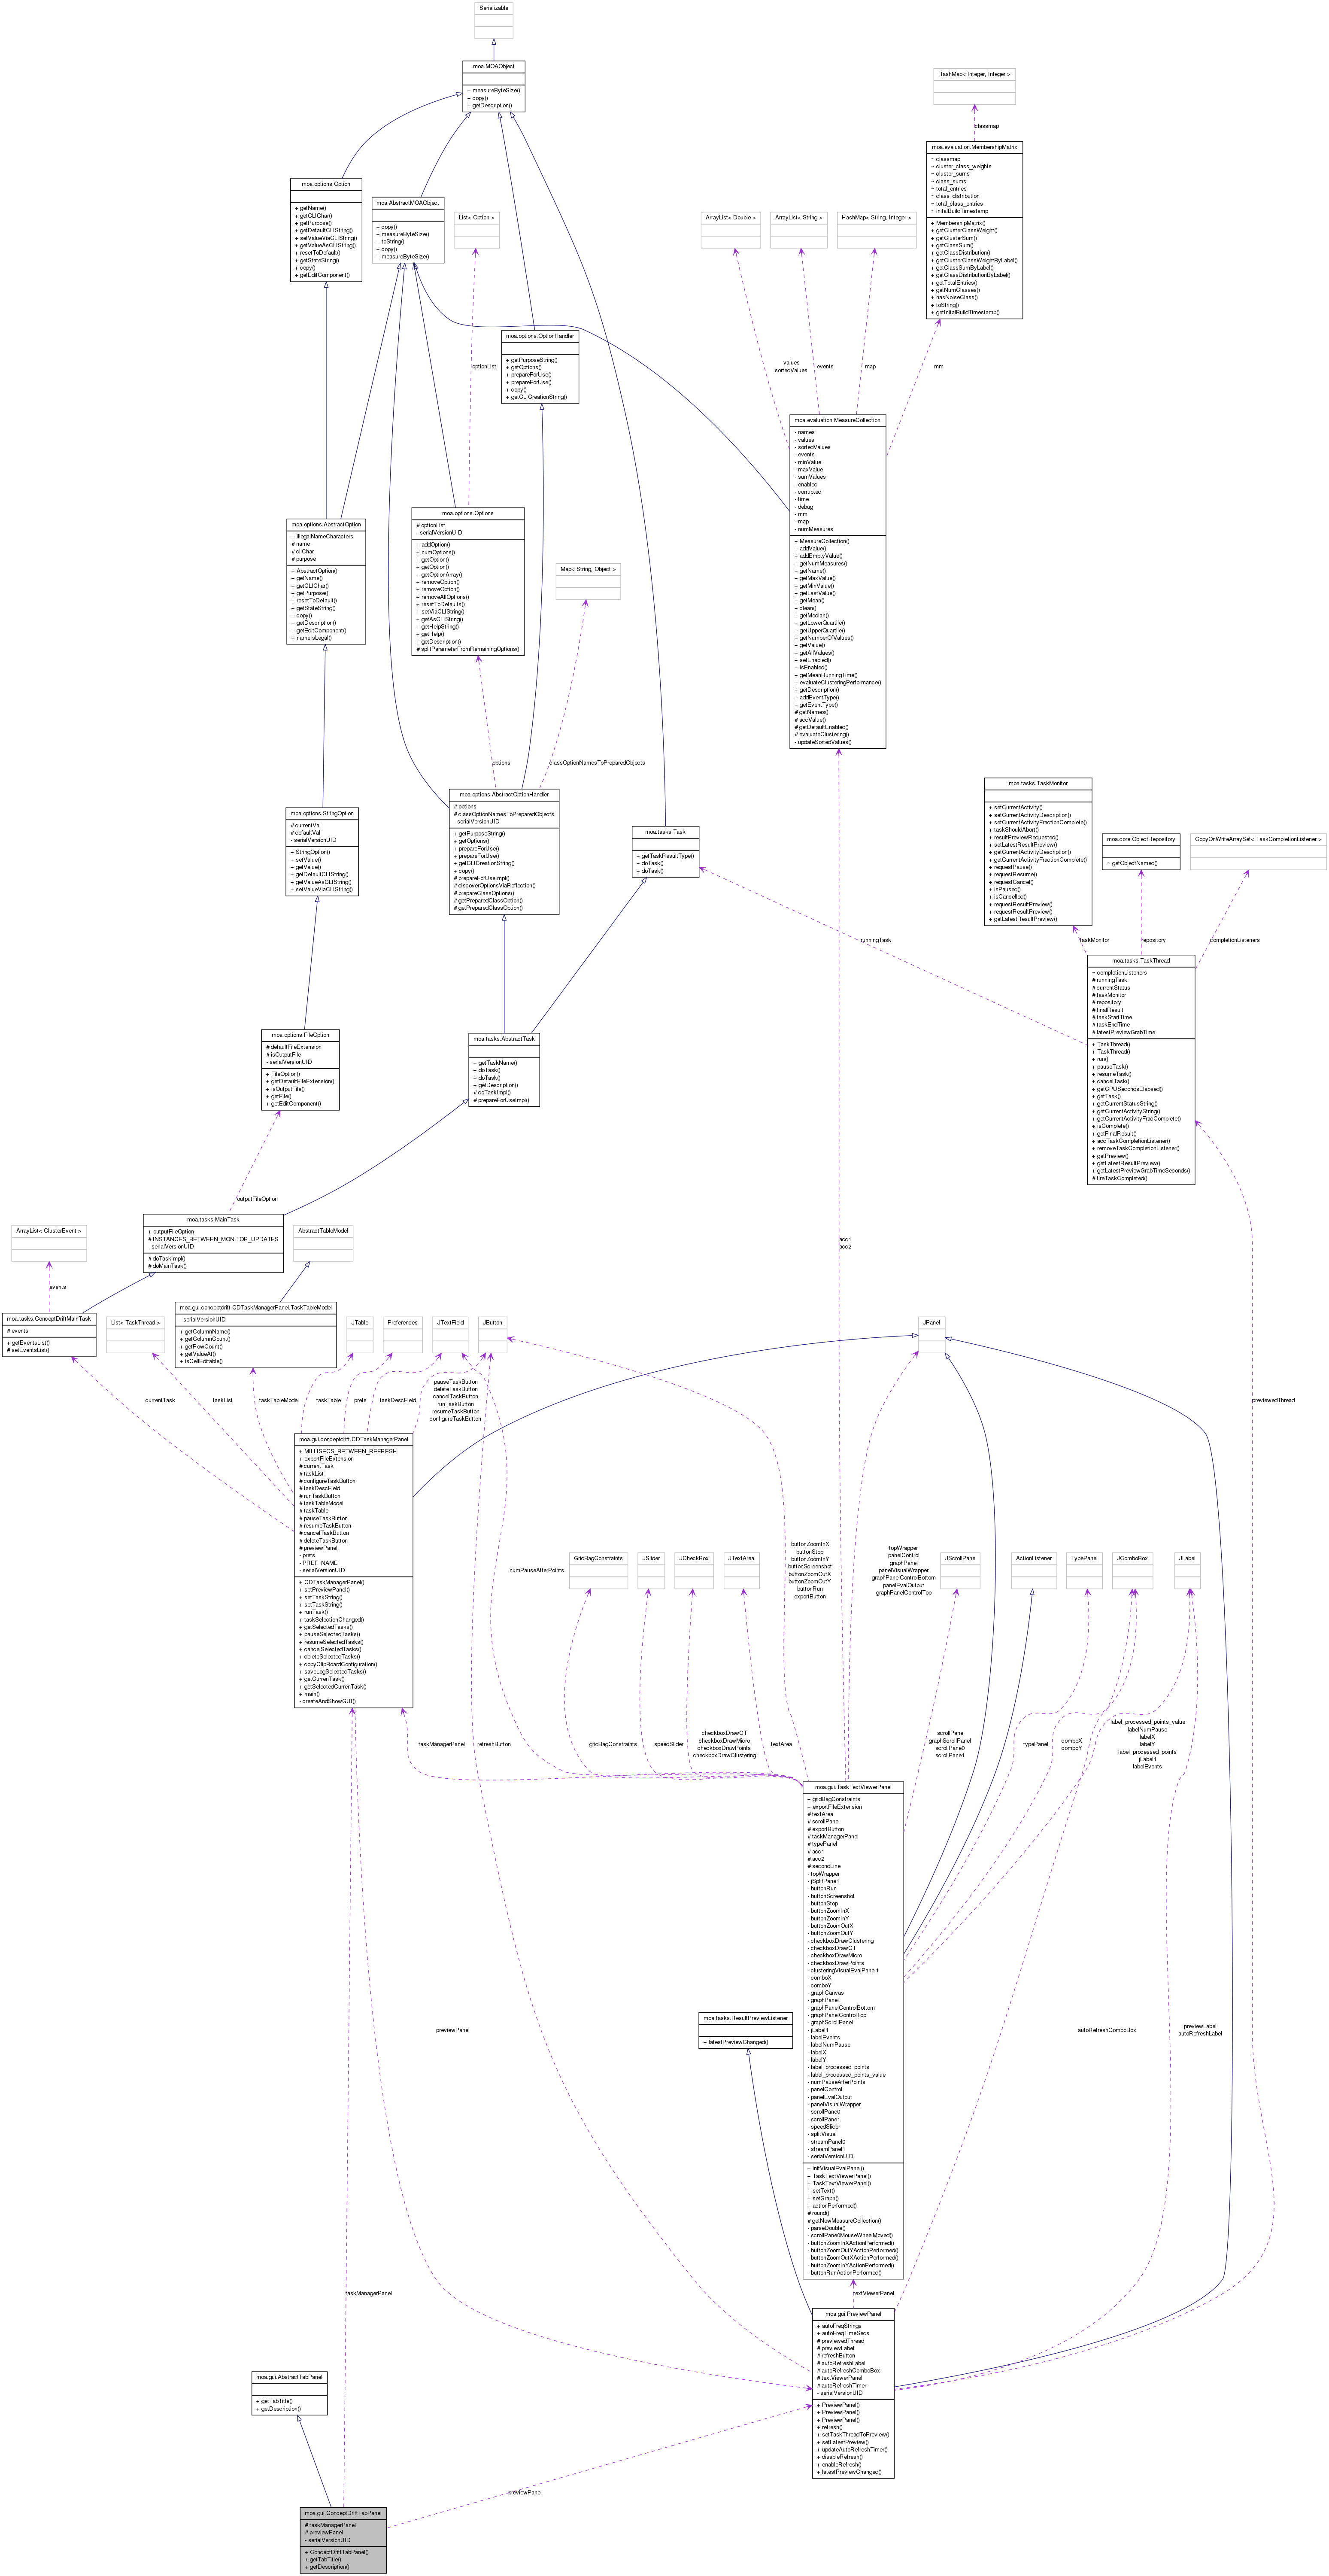 Serializable
moa.MOAObject
+ measureByteSize()
+ copy()
+ getDescription()
HashMap< Integer, Integer >
classmap
moa.evaluation.MembershipMatrix
~ classmap
~ cluster_class_weights
~ cluster_sums
~ class_sums
~ total_entries
~ class_distribution
~ total_class_entries
~ initalBuildTimestamp
+ MembershipMatrix()
+ getClusterClassWeight()
+ getClusterSum()
+ getClassSum()
+ getClassDistribution()
+ getClusterClassWeightByLabel()
+ getClassSumByLabel()
+ getClassDistributionByLabel()
+ getTotalEntries()
+ getNumClasses()
+ hasNoiseClass()
+ toString()
+ getInitalBuildTimestamp()
moa.options.Option
+ getName()
+ getCLIChar()
+ getPurpose()
+ getDefaultCLIString()
+ setValueViaCLIString()
+ getValueAsCLIString()
+ resetToDefault()
+ getStateString()
+ copy()
+ getEditComponent()
moa.AbstractMOAObject
+ copy()
+ measureByteSize()
+ toString()
+ copy()
+ measureByteSize()
List< Option >
ArrayList< Double >
ArrayList< String >
HashMap< String, Integer >
moa.options.OptionHandler
+ getPurposeString()
+ getOptions()
+ prepareForUse()
+ prepareForUse()
+ copy()
+ getCLICreationString()
optionList
values
sortedValues
events
map
mm
moa.evaluation.MeasureCollection
- names
- values
- sortedValues
- events
- minValue
- maxValue
- sumValues
- enabled
- corrupted
- time
- debug
- mm
- map
- numMeasures
+ MeasureCollection()
+ addValue()
+ addEmptyValue()
+ getNumMeasures()
+ getName()
+ getMaxValue()
+ getMinValue()
+ getLastValue()
+ getMean()
+ clean()
+ getMedian()
+ getLowerQuartile()
+ getUpperQuartile()
+ getNumberOfValues()
+ getValue()
+ getAllValues()
+ setEnabled()
+ isEnabled()
+ getMeanRunningTime()
+ evaluateClusteringPerformance()
+ getDescription()
+ addEventType()
+ getEventType()
# getNames()
# addValue()
# getDefaultEnabled()
# evaluateClustering()
- updateSortedValues()
moa.options.Options
# optionList
- serialVersionUID
+ addOption()
+ numOptions()
+ getOption()
+ getOption()
+ getOptionArray()
+ removeOption()
+ removeOption()
+ removeAllOptions()
+ resetToDefaults()
+ setViaCLIString()
+ getAsCLIString()
+ getHelpString()
+ getHelp()
+ getDescription()
# splitParameterFromRemainingOptions()
moa.options.AbstractOption
+ illegalNameCharacters
# name
# cliChar
# purpose
+ AbstractOption()
+ getName()
+ getCLIChar()
+ getPurpose()
+ resetToDefault()
+ getStateString()
+ copy()
+ getDescription()
+ getEditComponent()
+ nameIsLegal()
Map< String, Object >
options
classOptionNamesToPreparedObjects
moa.options.AbstractOptionHandler
# options
# classOptionNamesToPreparedObjects
- serialVersionUID
+ getPurposeString()
+ getOptions()
+ prepareForUse()
+ prepareForUse()
+ getCLICreationString()
+ copy()
# prepareForUseImpl()
# discoverOptionsViaReflection()
# prepareClassOptions()
# getPreparedClassOption()
# getPreparedClassOption()
moa.options.StringOption
# currentVal
# defaultVal
- serialVersionUID
+ StringOption()
+ setValue()
+ getValue()
+ getDefaultCLIString()
+ getValueAsCLIString()
+ setValueViaCLIString()
moa.tasks.Task
+ getTaskResultType()
+ doTask()
+ doTask()
moa.tasks.TaskMonitor
+ setCurrentActivity()
+ setCurrentActivityDescription()
+ setCurrentActivityFractionComplete()
+ taskShouldAbort()
+ resultPreviewRequested()
+ setLatestResultPreview()
+ getCurrentActivityDescription()
+ getCurrentActivityFractionComplete()
+ requestPause()
+ requestResume()
+ requestCancel()
+ isPaused()
+ isCancelled()
+ requestResultPreview()
+ requestResultPreview()
+ getLatestResultPreview()
moa.core.ObjectRepository
~ getObjectNamed()
CopyOnWriteArraySet< TaskCompletionListener >
runningTask
taskMonitor
repository
completionListeners
moa.tasks.TaskThread
~ completionListeners
# runningTask
# currentStatus
# taskMonitor
# repository
# finalResult
# taskStartTime
# taskEndTime
# latestPreviewGrabTime
+ TaskThread()
+ TaskThread()
+ run()
+ pauseTask()
+ resumeTask()
+ cancelTask()
+ getCPUSecondsElapsed()
+ getTask()
+ getCurrentStatusString()
+ getCurrentActivityString()
+ getCurrentActivityFracComplete()
+ isComplete()
+ getFinalResult()
+ addTaskCompletionListener()
+ removeTaskCompletionListener()
+ getPreview()
+ getLatestResultPreview()
+ getLatestPreviewGrabTimeSeconds()
# fireTaskCompleted()
moa.options.FileOption
# defaultFileExtension
# isOutputFile
- serialVersionUID
+ FileOption()
+ getDefaultFileExtension()
+ isOutputFile()
+ getFile()
+ getEditComponent()
moa.tasks.AbstractTask
+ getTaskName()
+ doTask()
+ doTask()
+ getDescription()
# doTaskImpl()
# prepareForUseImpl()
outputFileOption
moa.tasks.MainTask
+ outputFileOption
# INSTANCES_BETWEEN_MONITOR_UPDATES
- serialVersionUID
# doTaskImpl()
# doMainTask()
ArrayList< ClusterEvent >
AbstractTableModel
acc1
acc2
events
moa.tasks.ConceptDriftMainTask
# events
+ getEventsList()
# setEventsList()
List< TaskThread >
moa.gui.conceptdrift.CDTaskManagerPanel.TaskTableModel
- serialVersionUID
+ getColumnName()
+ getColumnCount()
+ getRowCount()
+ getValueAt()
+ isCellEditable()
JTable
Preferences
JTextField
JButton
JPanel
currentTask
taskList
taskTableModel
taskTable
prefs
taskDescField
pauseTaskButton
deleteTaskButton
cancelTaskButton
runTaskButton
resumeTaskButton
configureTaskButton
previewedThread
moa.gui.conceptdrift.CDTaskManagerPanel
+ MILLISECS_BETWEEN_REFRESH
+ exportFileExtension
# currentTask
# taskList
# configureTaskButton
# taskDescField
# runTaskButton
# taskTableModel
# taskTable
# pauseTaskButton
# resumeTaskButton
# cancelTaskButton
# deleteTaskButton
# previewPanel
- prefs
- PREF_NAME
- serialVersionUID
+ CDTaskManagerPanel()
+ setPreviewPanel()
+ setTaskString()
+ setTaskString()
+ runTask()
+ taskSelectionChanged()
+ getSelectedTasks()
+ pauseSelectedTasks()
+ resumeSelectedTasks()
+ cancelSelectedTasks()
+ deleteSelectedTasks()
+ copyClipBoardConfiguration()
+ saveLogSelectedTasks()
+ getCurrenTask()
+ getSelectedCurrenTask()
+ main()
- createAndShowGUI()
numPauseAfterPoints
GridBagConstraints
JSlider
JCheckBox
JTextArea
buttonZoomInX
buttonStop
buttonZoomInY
buttonScreenshot
buttonZoomOutX
buttonZoomOutY
buttonRun
exportButton
topWrapper
panelControl
graphPanel
panelVisualWrapper
graphPanelControlBottom
panelEvalOutput
graphPanelControlTop
JScrollPane
ActionListener
TypePanel
JComboBox
JLabel
taskManagerPanel
refreshButton
gridBagConstraints
speedSlider
checkboxDrawGT
checkboxDrawMicro
checkboxDrawPoints
checkboxDrawClustering
textArea
scrollPane
graphScrollPanel
scrollPane0
scrollPane1
typePanel
comboX
comboY
label_processed_points_value
labelNumPause
labelX
labelY
label_processed_points
jLabel1
labelEvents
moa.gui.TaskTextViewerPanel
+ gridBagConstraints
+ exportFileExtension
# textArea
# scrollPane
# exportButton
# taskManagerPanel
# typePanel
# acc1
# acc2
# secondLine
- topWrapper
- jSplitPane1
- buttonRun
- buttonScreenshot
- buttonStop
- buttonZoomInX
- buttonZoomInY
- buttonZoomOutX
- buttonZoomOutY
- checkboxDrawClustering
- checkboxDrawGT
- checkboxDrawMicro
- checkboxDrawPoints
- clusteringVisualEvalPanel1
- comboX
- comboY
- graphCanvas
- graphPanel
- graphPanelControlBottom
- graphPanelControlTop
- graphScrollPanel
- jLabel1
- labelEvents
- labelNumPause
- labelX
- labelY
- label_processed_points
- label_processed_points_value
- numPauseAfterPoints
- panelControl
- panelEvalOutput
- panelVisualWrapper
- scrollPane0
- scrollPane1
- speedSlider
- splitVisual
- streamPanel0
- streamPanel1
- serialVersionUID
+ initVisualEvalPanel()
+ TaskTextViewerPanel()
+ TaskTextViewerPanel()
+ setText()
+ setGraph()
+ actionPerformed()
# round()
# getNewMeasureCollection()
- parseDouble()
- scrollPane0MouseWheelMoved()
- buttonZoomInXActionPerformed()
- buttonZoomOutYActionPerformed()
- buttonZoomOutXActionPerformed()
- buttonZoomInYActionPerformed()
- buttonRunActionPerformed()
moa.tasks.ResultPreviewListener
+ latestPreviewChanged()
previewPanel
autoRefreshComboBox
previewLabel
autoRefreshLabel
taskManagerPanel
textViewerPanel
moa.gui.PreviewPanel
+ autoFreqStrings
+ autoFreqTimeSecs
# previewedThread
# previewLabel
# refreshButton
# autoRefreshLabel
# autoRefreshComboBox
# textViewerPanel
# autoRefreshTimer
- serialVersionUID
+ PreviewPanel()
+ PreviewPanel()
+ PreviewPanel()
+ refresh()
+ setTaskThreadToPreview()
+ setLatestPreview()
+ updateAutoRefreshTimer()
+ disableRefresh()
+ enableRefresh()
+ latestPreviewChanged()
moa.gui.AbstractTabPanel
+ getTabTitle()
+ getDescription()
previewPanel
moa.gui.ConceptDriftTabPanel
# taskManagerPanel
# previewPanel
- serialVersionUID
+ ConceptDriftTabPanel()
+ getTabTitle()
+ getDescription()